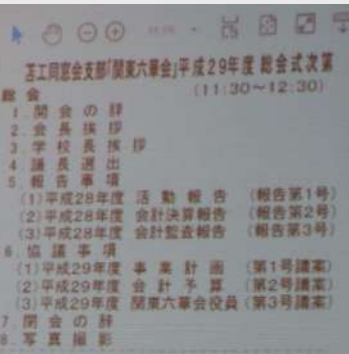 苫工同窓会支部「関東六華会」平成29年度 総会式次第
総 会 (11:30~12:30)
1. 開 会 の 辞
2. 会 長 挨 拶
3. 学 校 長 挨 拶
4. 議 長 選 出
5. 報 告 事 項
(1)平成28年度 活 動 報 告 (報告第1号)
(2)平成28年度 会計決算報告 (報告第2号)
(3)平成28年度 会計監査報告 (報告第3号)
6. 協 議 事 項
(1)平成29年度 事 業 計 画 (第1号議案)
(2)平成29年度 会 計 予 算 (第2号議案)
(3)平成29年度 関東六華会役員 (第3号議案)
7. 閉 会 の 辞
8. 写 真 撮 影